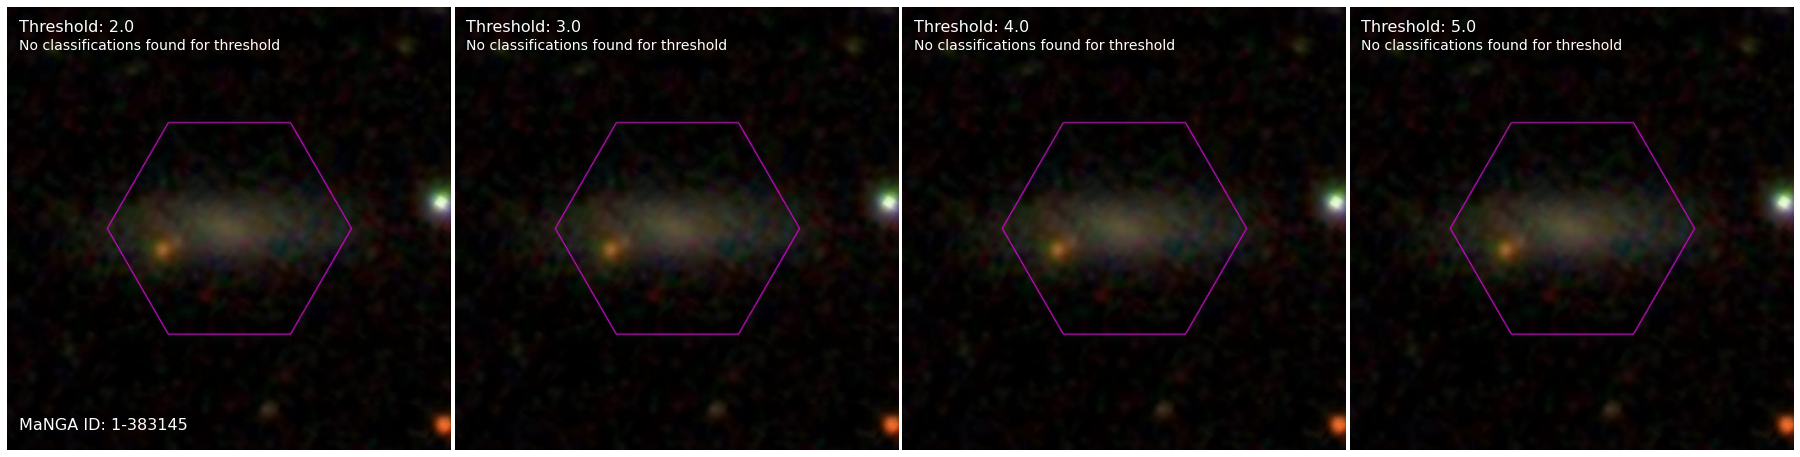 Threshold: 2.0
No classifications found for threshold
MaNGA ID: 1-383145
Threshold: 3.0
No classifications found for threshold
Threshold: 4.0
No classifications found for threshold
Threshold: 5.0
No classifications found for threshold